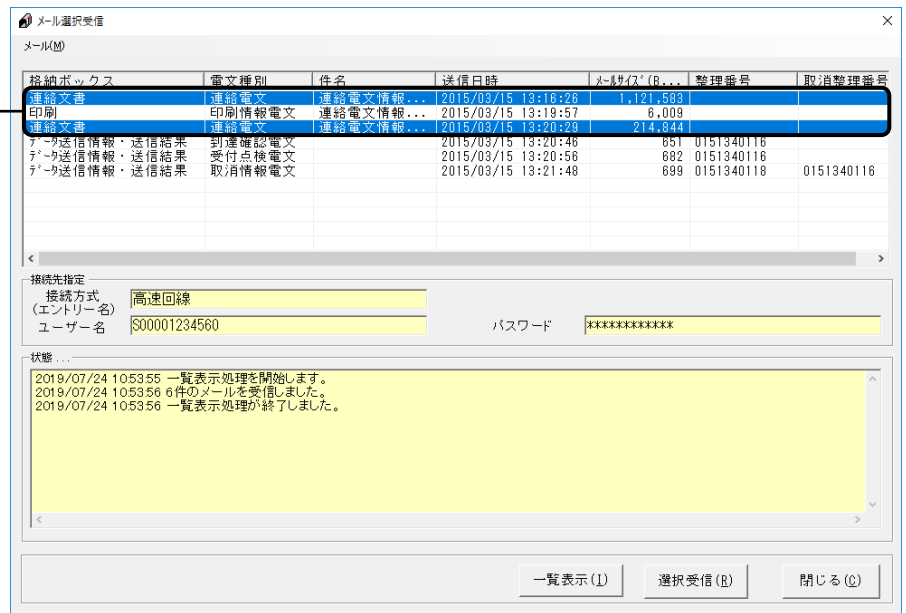 メール選択受信
メール(M)
格納ボックス 電文種別 件名 送信日時 メールサイズ(B... 整理番号 取消整理番号
連絡文書 連絡電文 連絡電文情報... 2015/03/15 13:16:26 1,121,583
印刷 印刷情報電文 連絡電文情報... 2015/03/15 13:19:57 6,009
連絡文書 連絡電文 連絡電文情報... 2015/03/15 13:20:29 214,844
データ送信情報・送信結果 到達確認電文 2015/03/15 13:20:46 651 0151340116
データ送信情報・送信結果 受付点検電文 2015/03/15 13:20:56 682 0151340116
データ送信情報・送信結果 取消情報電文 2015/03/15 13:21:48 699 0151340118 0151340116
接続先指定
接続方式
(エントリー名) 高速回線
ユーザー名 S00001234560 パスワード ************
状態...
2019/07/24 10:53:55 一覧表示処理を開始します。
2019/07/24 10:53:56 6件のメールを受信しました。
2019/07/24 10:53:56 一覧表示処理が終了しました。
一覧表示(I) 選択受信(R) 閉じる(C)